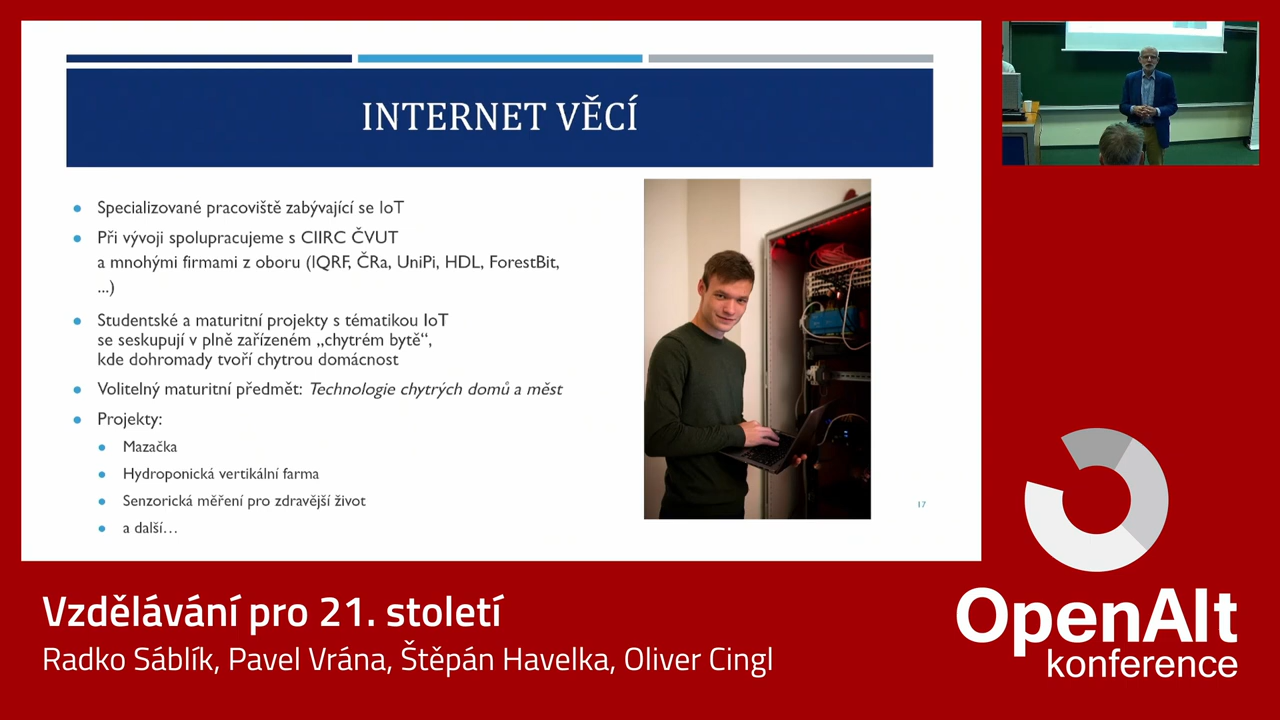 INTERNET VĚCÍ
Specializované pracoviště zabývající se IoT
Při vývoji spolupracujeme s CIIRC ČVUT
a mnohými firmami z oboru (IQRF, ČRa, UniPi, HDL, ForestBit,
...)
Studentské a maturitní projekty s tématikou IoT
se seskupují v plně zařízeném „chytrém bytě“,
kde dohromady tvoří chytrou domácnost
Volitelný maturitní předmět: Technologie chytrých domů a měst
Projekty:
Mazačka
Hydroponická vertikální farma
Senzorická měření pro zdravější život
a další…
17
Vzdělávání pro 21. století
Radko Sáblík, Pavel Vrána, Štěpán Havelka, Oliver Cingl
OpenAlt
konference